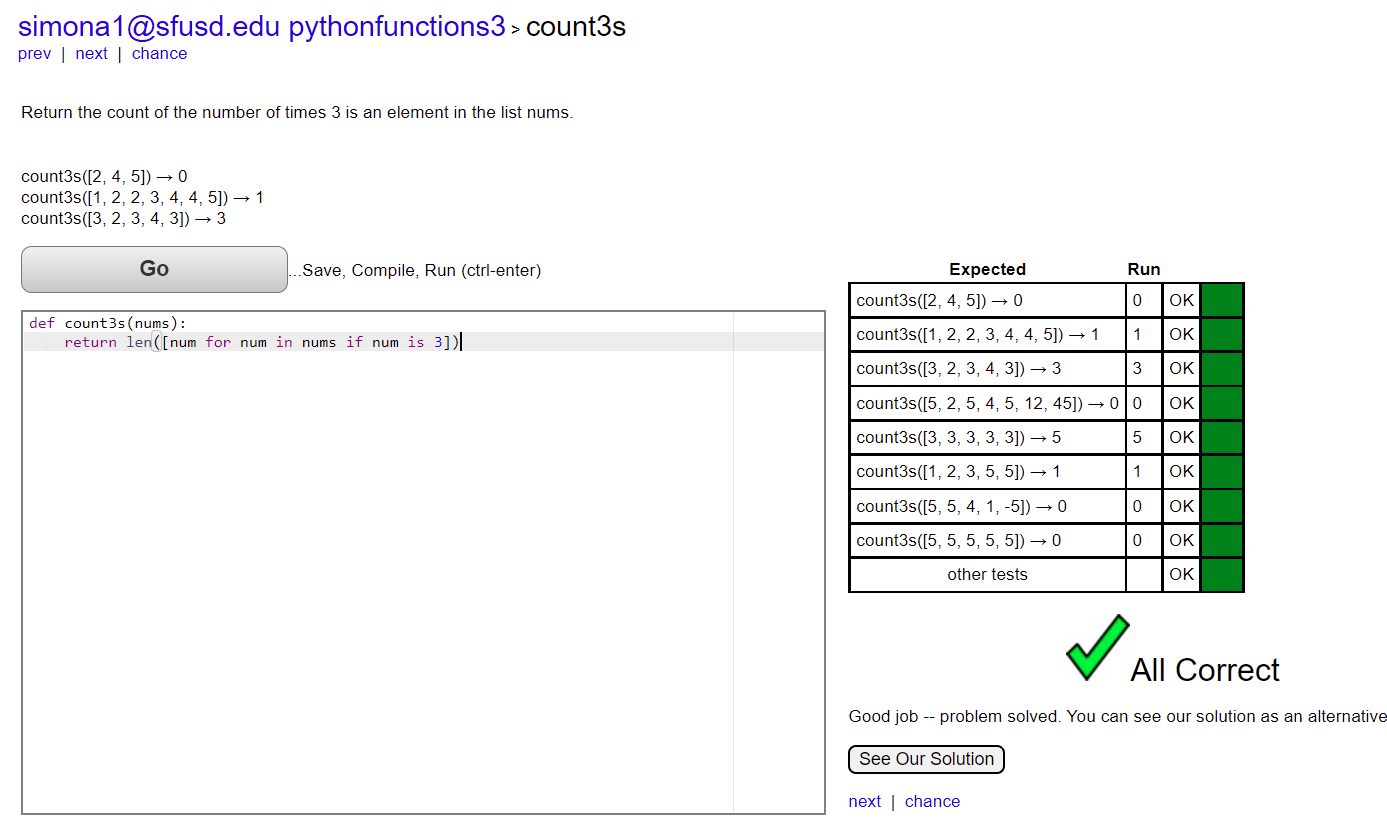 simona1@sfusd.edu pythonfunctions3 > count3s
prev | next | chance
Return the count of the number of times 3 is an element in the list nums.
count3s([2, 4, 5]) → 0
count3s([1, 2, 2, 3, 4, 4, 5]) → 1
count3s([3, 2, 3, 4, 3]) → 3
Go
...Save, Compile, Run (ctrl-enter)
def count3s(nums):
    return len([num for num in nums if num is 3])
Expected Run
count3s([2, 4, 5]) → 0 0 OK
count3s([1, 2, 2, 3, 4, 4, 5]) → 1 1 OK
count3s([3, 2, 3, 4, 3]) → 3 3 OK
count3s([5, 2, 5, 4, 5, 12, 45]) → 0 0 OK
count3s([3, 3, 3, 3, 3]) → 5 5 OK
count3s([1, 2, 3, 5, 5]) → 1 1 OK
count3s([5, 5, 4, 1, -5]) → 0 0 OK
count3s([5, 5, 5, 5, 5]) → 0 0 OK
other tests OK
All Correct
Good job -- problem solved. You can see our solution as an alternative
See Our Solution
next | chance